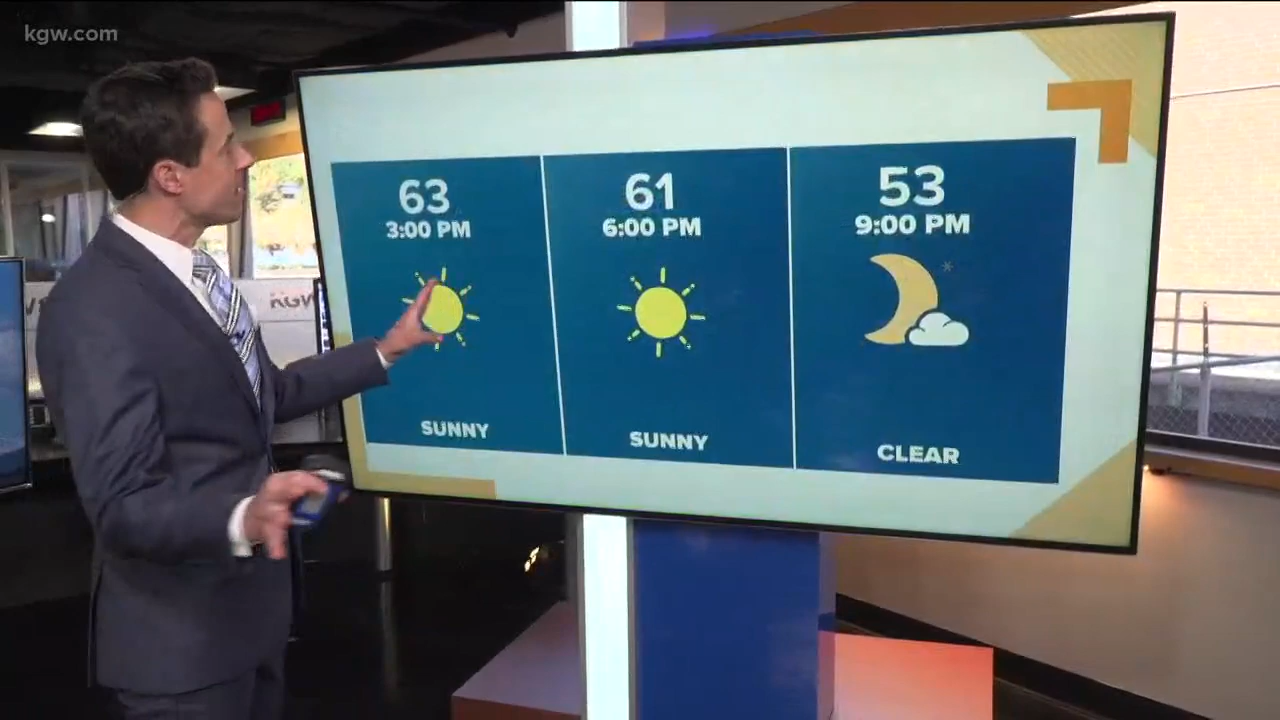 kgw.com
63
3:00 PM
SUNNY
61
6:00 PM
SUNNY
53
9:00 PM
CLEAR
KGW